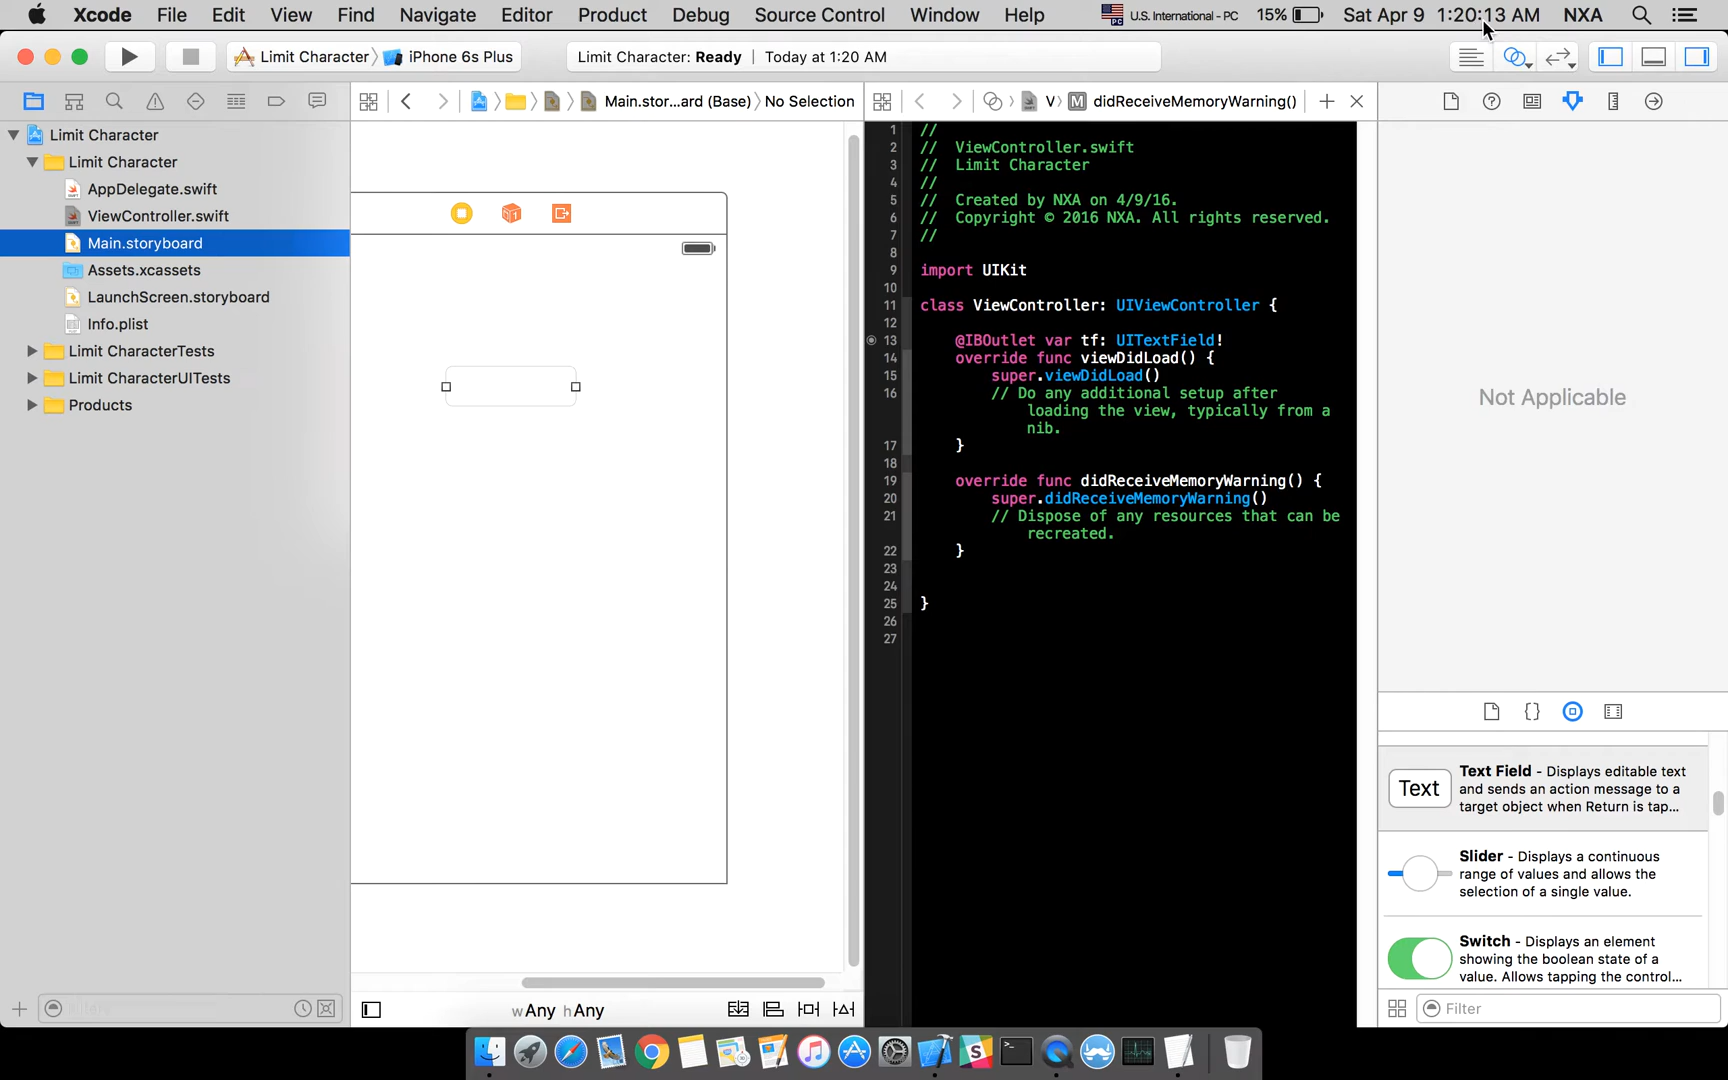 Xcode File Edit View Find Navigate Editor Product Debug Source Control Window Help U.S. International - PC 15% Sat Apr 9 1:20:13 AM NXA
Limit Character iPhone 6s Plus Limit Character: Ready Today at 1:20 AM
Main.stor...ard (Base) No Selection V M didReceiveMemoryWarning()
Limit Character
Limit Character
AppDelegate.swift
ViewController.swift
Main.storyboard
Assets.xcassets
LaunchScreen.storyboard
Info.plist
Limit CharacterTests
Limit CharacterUITests
Products
wAny hAny
1 //
2 // ViewController.swift
3 // Limit Character
4 //
5 // Created by NXA on 4/9/16.
6 // Copyright © 2016 NXA. All rights reserved.
7 //
8
9 import UIKit
10
11 class ViewController: UIViewController {
12
13 @IBOutlet var tf: UITextField!
14 override func viewDidLoad() {
15 super.viewDidLoad()
16 // Do any additional setup after
loading the view, typically from a
nib.
17 }
18
19 override func didReceiveMemoryWarning() {
20 super.didReceiveMemoryWarning()
21 // Dispose of any resources that can be
recreated.
22 }
23
24
25 }
26
27
Not Applicable
{}
Text
Text Field - Displays editable text
and sends an action message to a
target object when Return is tap...
Slider - Displays a continuous
range of values and allows the
selection of a single value.
Switch - Displays an element
showing the boolean state of a
value. Allows tapping the control...
Filter